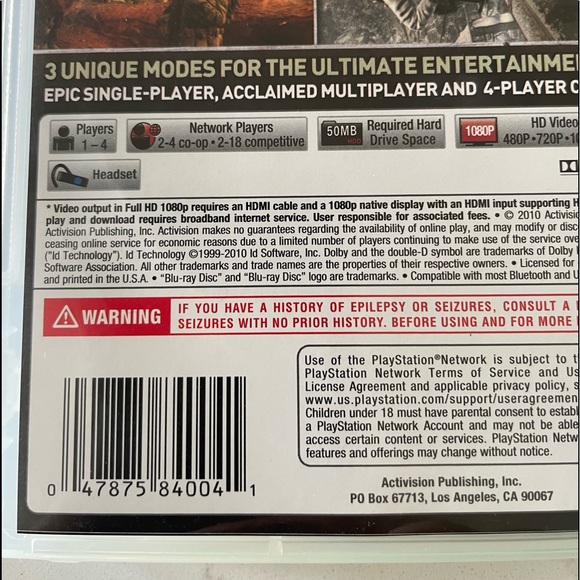 3 UNIQUE MODES FOR THE ULTIMATE
EPIC SINGLE-PLAYER, ACCLAIMED MULTIPLAYER AND 4-PLAYER
Players
1 – 4
Network Players
2-4 co-op • 2-18 competitive
50MB
HDD
Required Hard
Drive Space
1080P
HD Video
480P•720P•
Headset
* Video output in Full HD 1080p requires an HDMI cable and a 1080p native display with an HDMI input supporting
play and download requires broadband internet service. User responsible for associated fees. • © 2010
Activision Publishing, Inc. Activision makes no guarantees regarding the availability of online play, and may modify or
ceasing online service for economic reasons due to a limited number of players continuing to make use of the service
("Id Technology"). Id Technology ©1999-2010 Id Software, Inc. Dolby and the double-D symbol are trademarks of Dolby
Software Association. All other trademarks and trade names are the properties of their respective owners. • Licensed for
and printed in the U.S.A. • “Blu-ray Disc” and “Blu-ray Disc” logo are trademarks. • Compatible with most Bluetooth and
WARNING
IF YOU HAVE A HISTORY OF EPILEPSY OR SEIZURES, CONSULT A
SEIZURES WITH NO PRIOR HISTORY. BEFORE USING AND FOR MORE
Use of the PlayStation®Network is subject to
PlayStation Network Terms of Service and
License Agreement and applicable privacy policy,
www.us.playstation.com/support/
Children under 18 must have parental consent to
a PlayStation Network Account and may not be able
access certain content or services. PlayStation
features and offerings may change without notice.
0 47875 84004 1
Activision Publishing, Inc.
PO Box 67713, Los Angeles, CA 90067